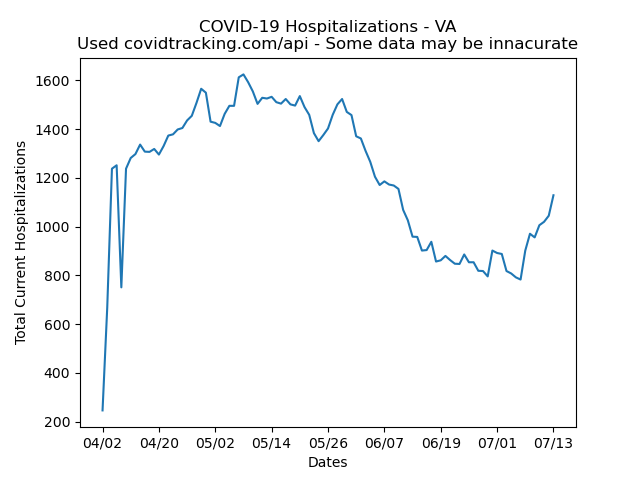 COVID-19 Hospitalizations - VA
Used covidtracking.com/api - Some data may be innacurate
Total Current Hospitalizations
1600
1400
1200
1000
800
600
400
200
04/02 04/20 05/02 05/14 05/26 06/07 06/19 07/01 07/13
Dates